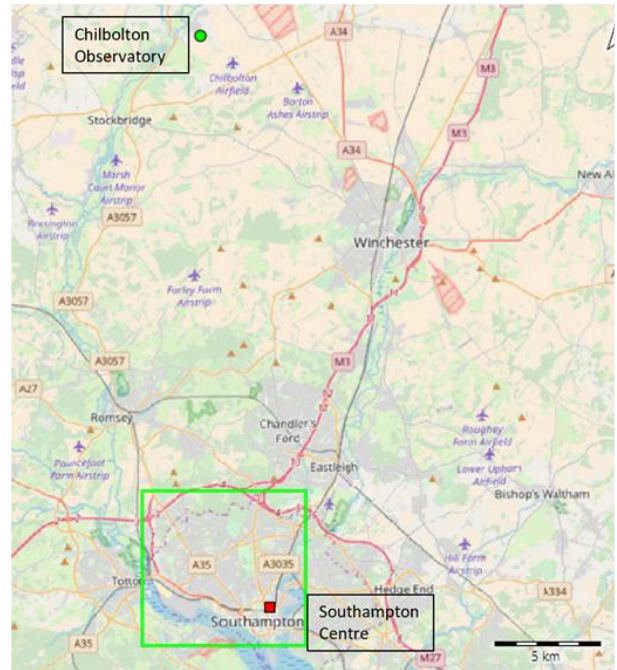 Chilbolton
Observatory
A34
M3
Chilbolton
Airfield
Barton
Ashes Airstrip
Stockbridge
M3
A34
Marsh
Court Manor
Airstrip
New Al
A3057
Rossington
Airstrip
Winchester
Farley Farm
Airstrip
A3057
M3
A3057
A27
Romsey
Chandler's
Ford
Roughay
Farm Airfield
Pauncefoot
Farm Airstrip
Eastleigh
Lower Upham
Airfield
Bishop's Waltham
Hill Farm
Airstrip
A35
A3035
Totton
Hedge End
A334
Southampton
Southampton
Centre
A35
M27
5 km